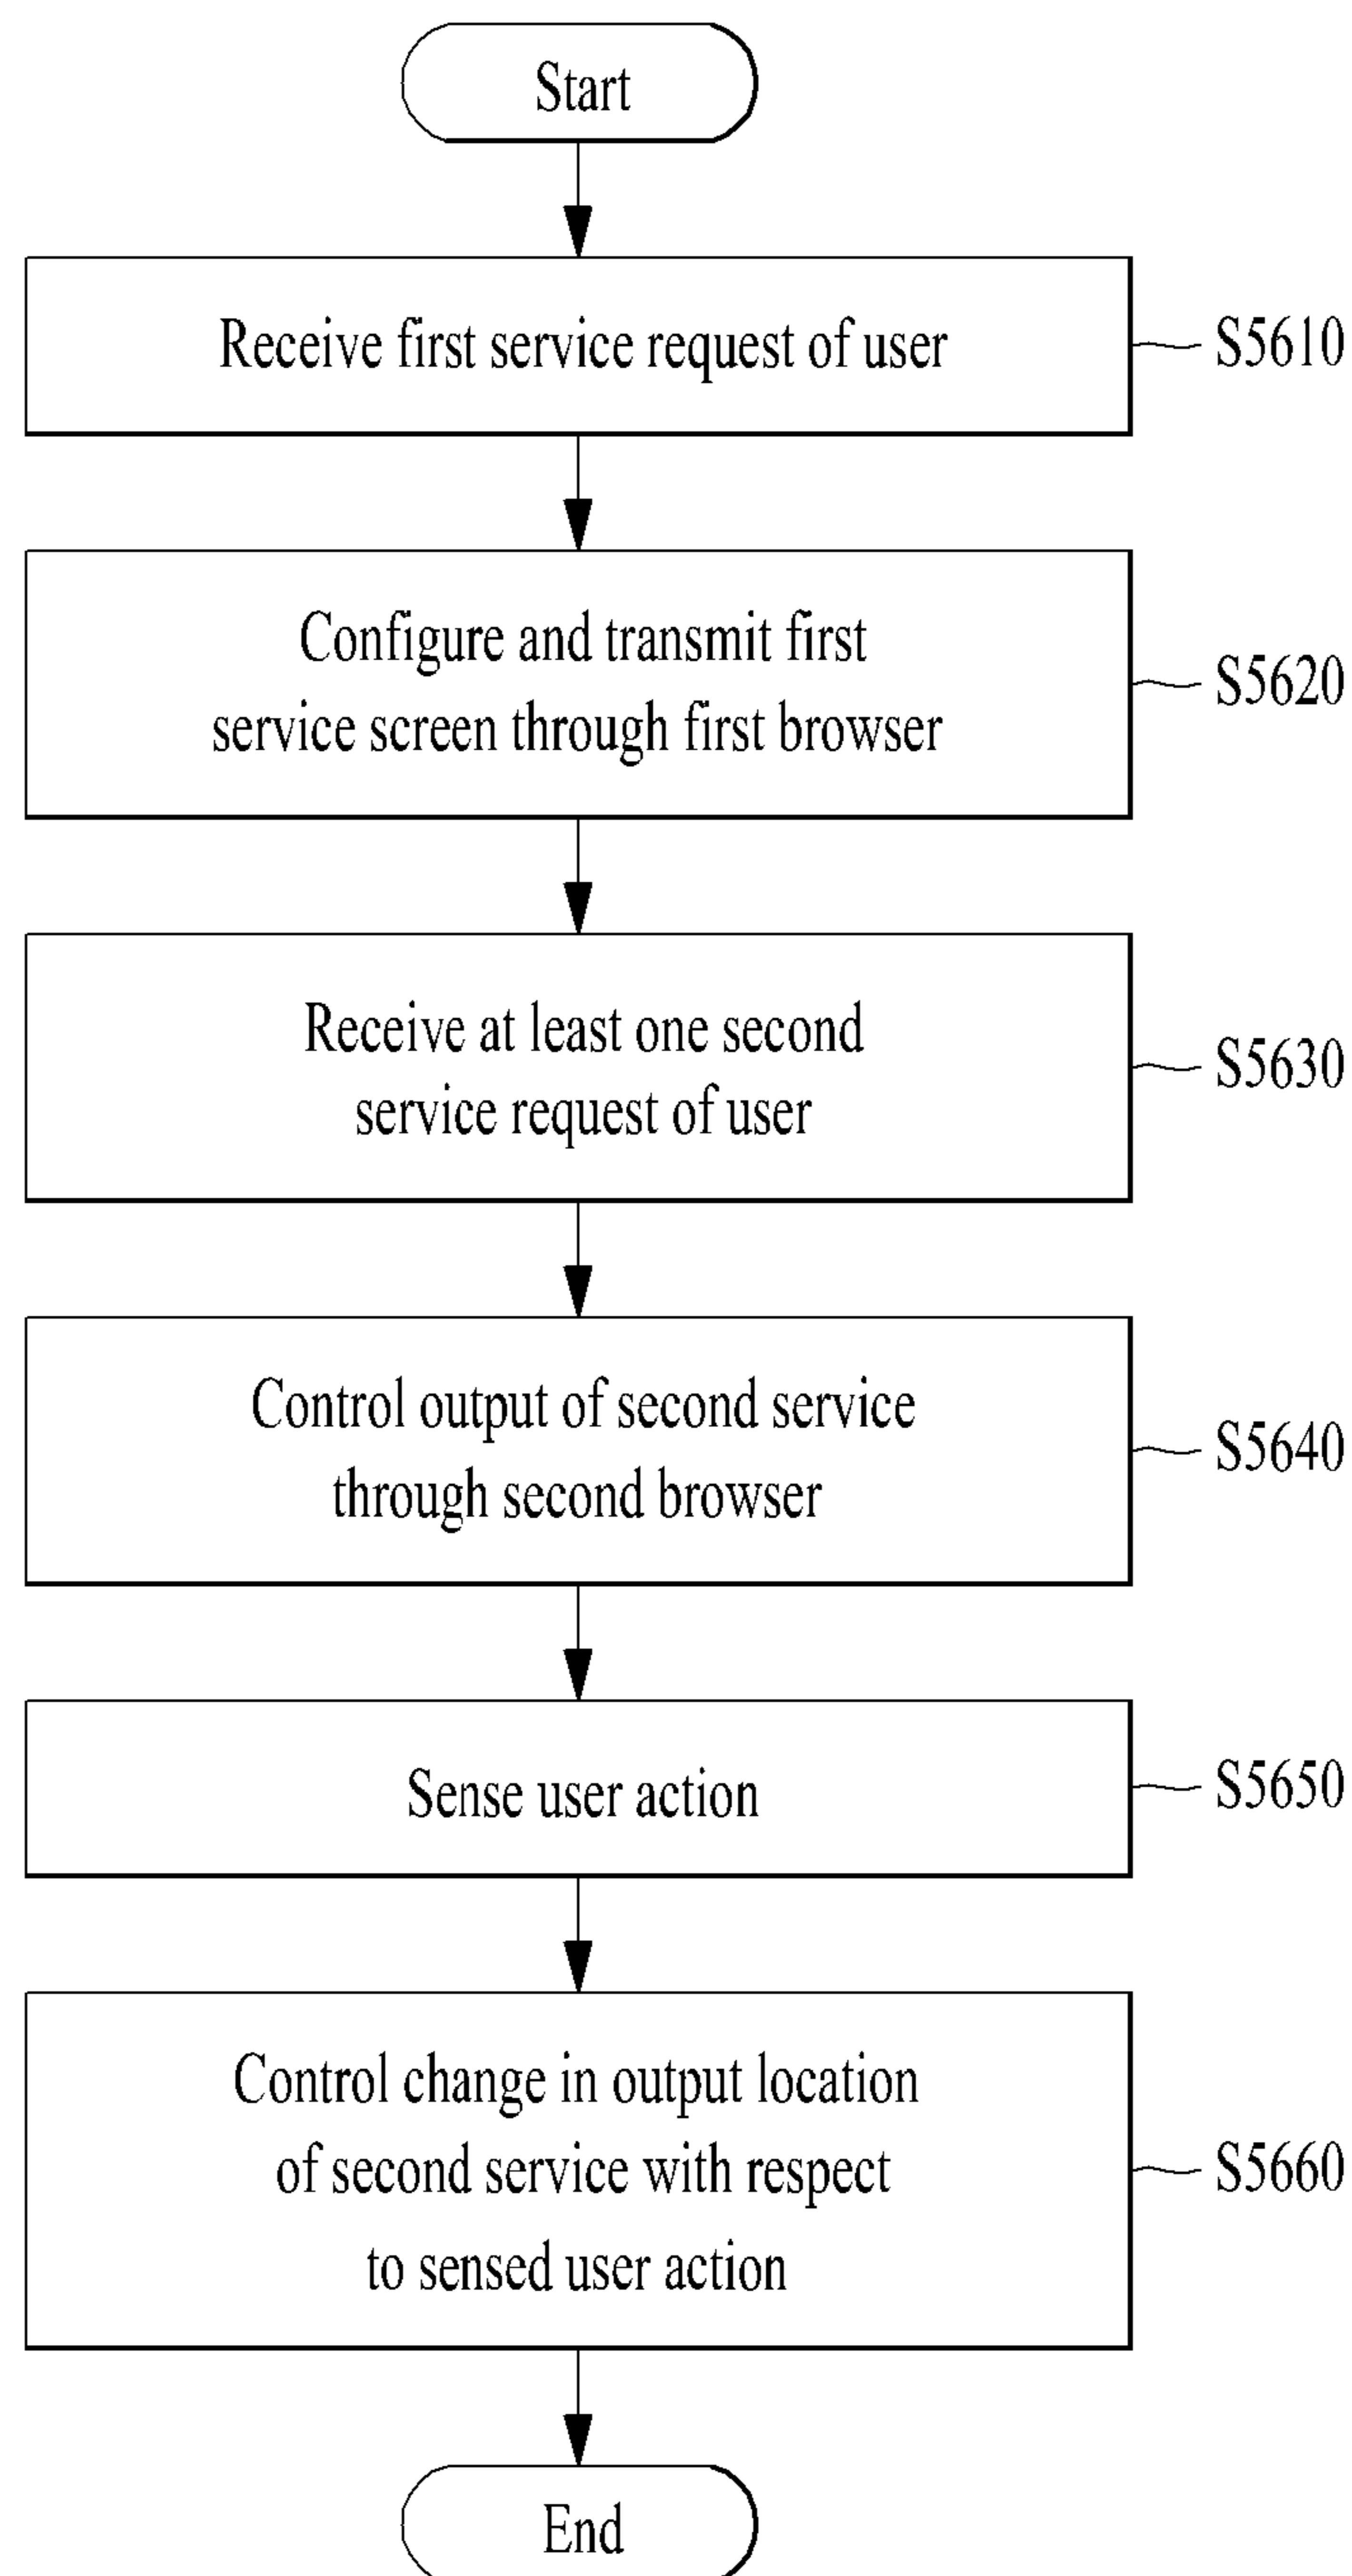 Start
Receive first service request of user
S5610
Configure and transmit first
service screen through first browser
S5620
Receive at least one second
service request of user
S5630
Control output of second service
through second browser
S5640
Sense user action
S5650
Control change in output location
of second service with respect
to sensed user action
S5660
End